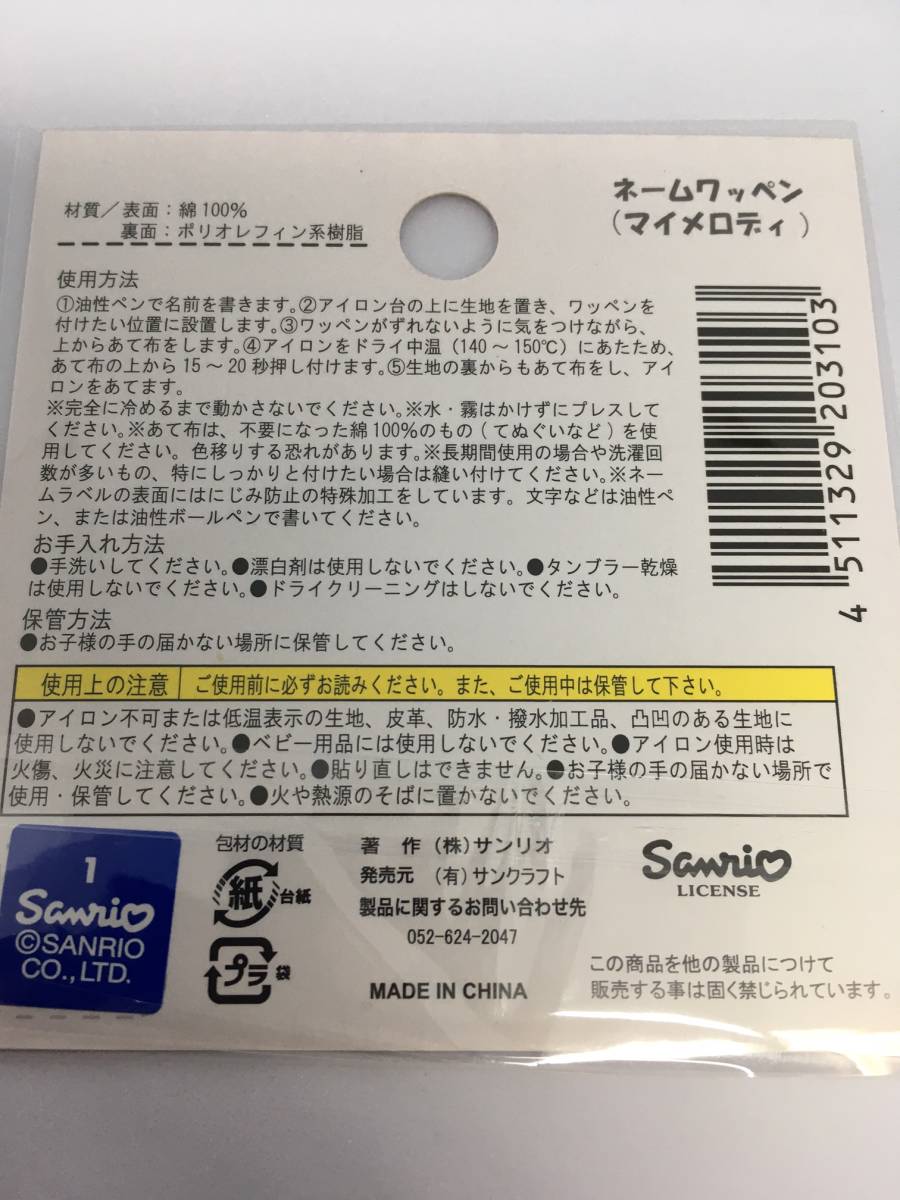 材質／表面：綿100%
裏面：ポリオレフィン系樹脂
ネームワッペン
（マイメロディ）
使用方法
①油性ペンで名前を書きます。②アイロン台の上に生地を置き、ワッペンを
付けたい位置に設置します。③ワッペンがずれないように気をつけながら、
上からあて布をします。④アイロンをドライ中温（140～150℃）にあたため、
あて布の上から15～20秒押し付けます。⑤生地の裏からもあて布をし、アイ
ロンをあてます。
※完全に冷めるまで動かさないでください。※水・霧はかけずにプレスして
ください。※あて布は、不要になった綿100%のもの（てぬぐいなど）を使
用してください。色移りする恐れがあります。※長期間使用の場合や洗濯回
数が多いもの、特にしっかりと付けたい場合は縫い付けてください。※ネー
ムラベルの表面にはにじみ防止の特殊加工をしています。文字などは油性ペ
ン、または油性ボールペンで書いてください。
お手入れ方法
●手洗いしてください。●漂白剤は使用しないでください。●タンブラー乾燥
は使用しないでください。●ドライクリーニングはしないでください。
保管方法
●お子様の手の届かない場所に保管してください。
4 511329 203103
使用上の注意 ご使用前に必ずお読みください。また、ご使用中は保管して下さい。
●アイロン不可または低温表示の生地、皮革、防水・撥水加工品、凸凹のある生地に
使用しないでください。●ベビー用品には使用しないでください。●アイロン使用時は
火傷、火災に注意してください。●貼り直しはできません。●お子様の手の届かない場所で
使用・保管してください。●火や熱源のそばに置かないでください。
1
Sanrio
©SANRIO
CO.,LTD.
包材の材質
紙 台紙
プラ 袋
著 作（株）サンリオ
発売元（有）サンクラフト
製品に関するお問い合わせ先
052-624-2047
MADE IN CHINA
Sanrio
LICENSE
この商品を他の製品につけて
販売する事は固く禁じられています。